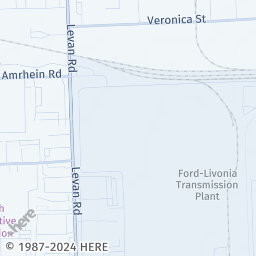 Veronica St
Levan Rd
Amrhein Rd
Ford-Livonia
Transmission
Plant
Levan Rd
here
© 1987-2024 HERE